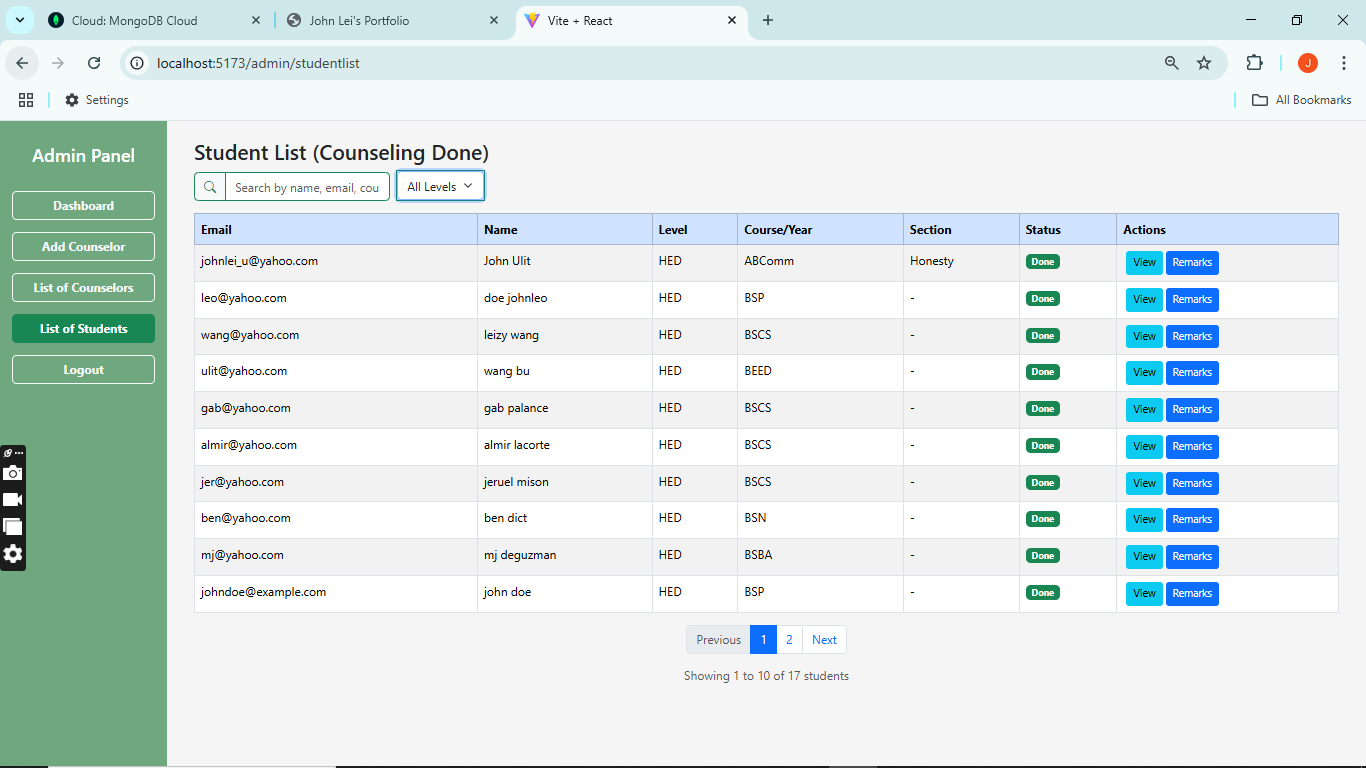 Cloud: MongoDB Cloud John Lei's Portfolio Vite + React
localhost:5173/admin/studentlist J
Settings All Bookmarks
Admin Panel
Dashboard
Add Counselor
List of Counselors
List of Students
Logout
Student List (Counseling Done)
Search by name, email, cou All Levels
Email Name Level Course/Year Section Status Actions
johnlei_u@yahoo.com John Ulit HED ABComm Honesty Done View Remarks
leo@yahoo.com doe johnleo HED BSP - Done View Remarks
wang@yahoo.com leizy wang HED BSCS - Done View Remarks
ulit@yahoo.com wang bu HED BEED - Done View Remarks
gab@yahoo.com gab palance HED BSCS - Done View Remarks
almir@yahoo.com almir lacorte HED BSCS - Done View Remarks
jer@yahoo.com jeruel mison HED BSCS - Done View Remarks
ben@yahoo.com ben dict HED BSN - Done View Remarks
mj@yahoo.com mj deguzman HED BSBA - Done View Remarks
johndoe@example.com john doe HED BSP - Done View Remarks
Previous 1 2 Next
Showing 1 to 10 of 17 students